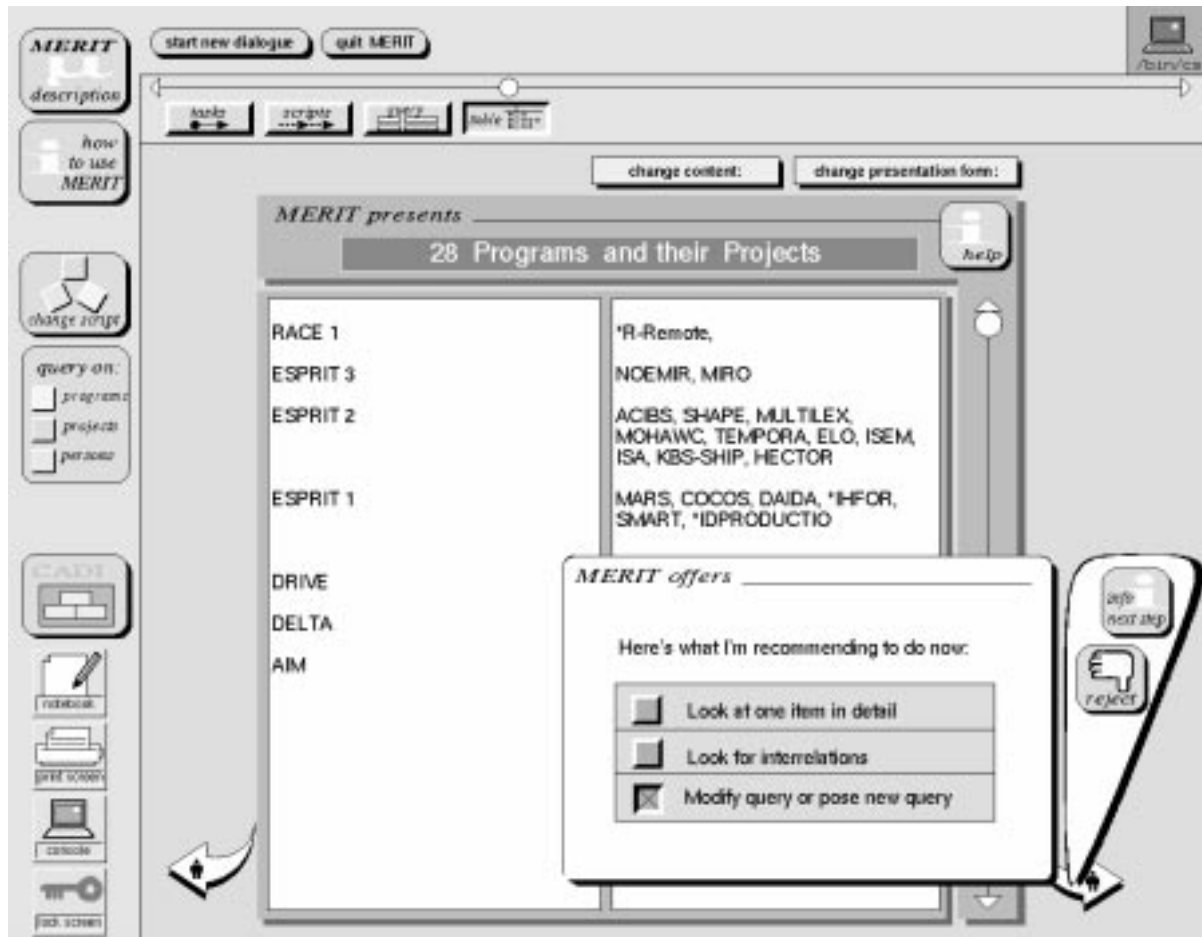 MERIT
description
start new dialogue
quit MERIT
/bin/cs
how
to use
MERIT
tasks
scripts
query
table
change content:
change presentation form:
MERIT presents
28 Programs and their Projects
help
change script
query on:
programs
projects
persons
RACE 1
*R-Remote,
ESPRIT 3
NOEMIR, MIRO
ESPRIT 2
ACIBS, SHAPE, MULTILEX,
MOHAWC, TEMPORA, ELO, ISEM,
ISA, KBS-SHIP, HECTOR
ESPRIT 1
MARS, COCOS, DAIDA, *IHFOR,
SMART, *IDPRODUCTIO
DRIVE
DELTA
AIM
CADI
notebook
print screen
console
lock screen
MERIT offers
Here's what I'm recommending to do now:
Look at one item in detail
Look for interrelations
Modify query or pose new query
info
next step
reject